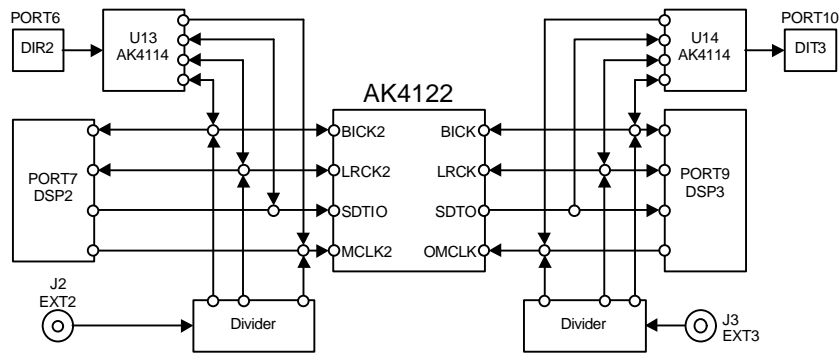 PORT6
DIR2
U13
AK4114
U14
AK4114
PORT10
DIT3
AK4122
PORT7
DSP2
BICK2
LRCK2
SDTIO
MCLK2
BICK
LRCK
SDTO
OMCLK
PORT9
DSP3
J2
EXT2
Divider
Divider
J3
EXT3